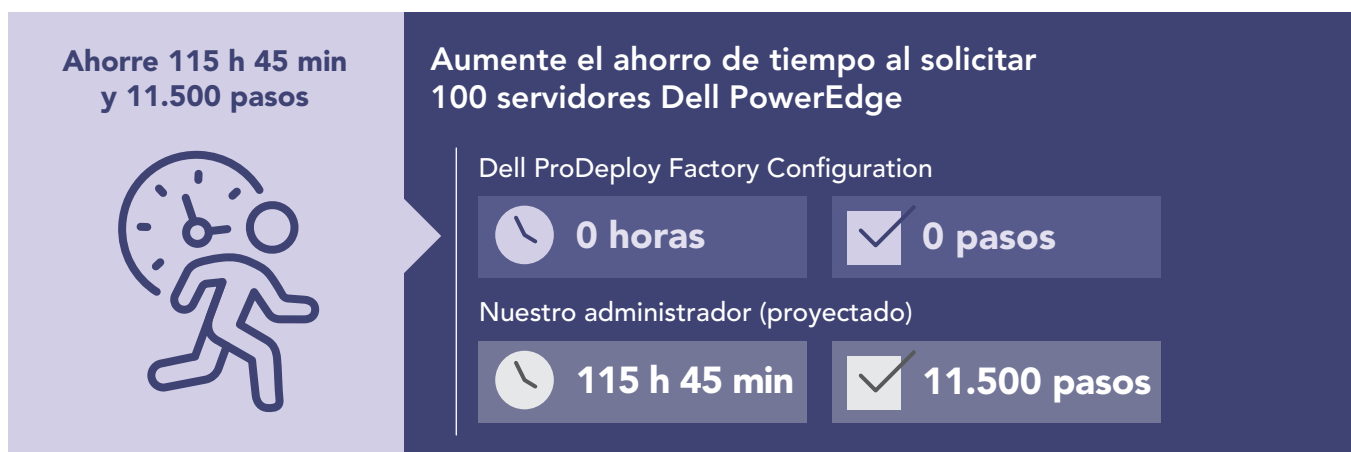 Ahorre 115 h 45 min
y 11.500 pasos
Aumente el ahorro de tiempo al solicitar
100 servidores Dell PowerEdge
Dell ProDeploy Factory Configuration
0 horas
0 pasos
Nuestro administrador (proyectado)
115 h 45 min
11.500 pasos